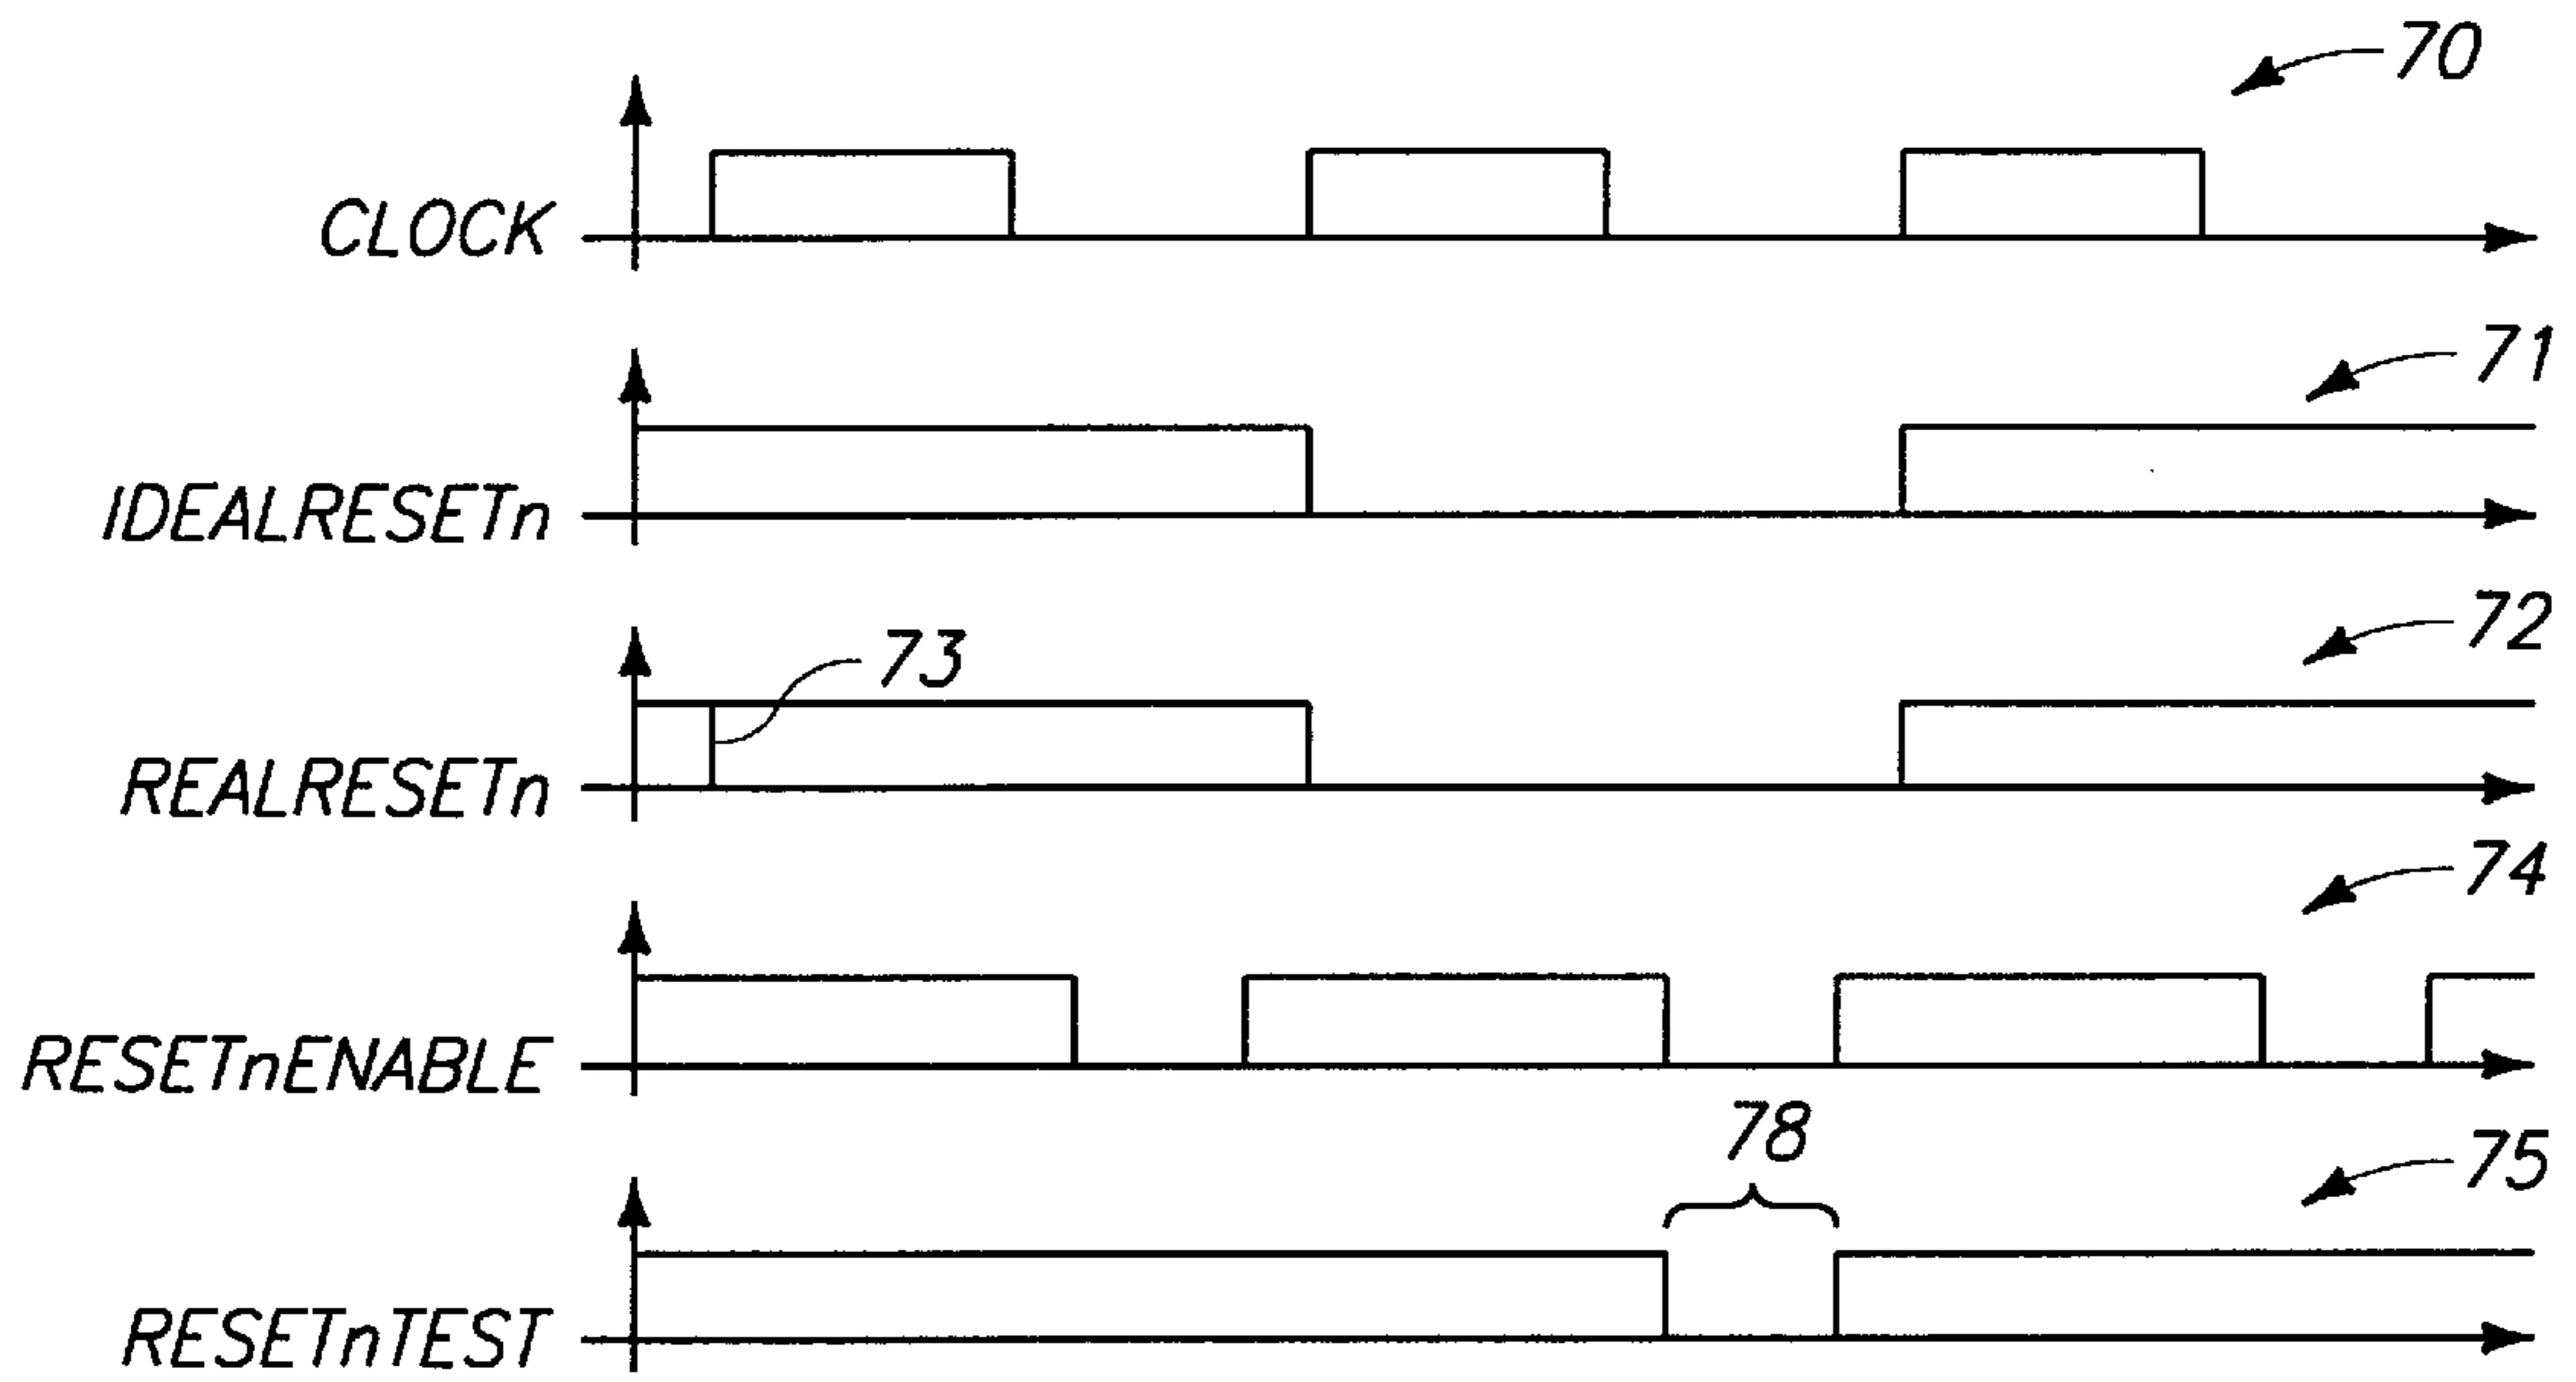 70
CLOCK
71
IDEALRESETn
72
73
REALRESETn
74
RESETnENABLE
78
75
RESETnTEST